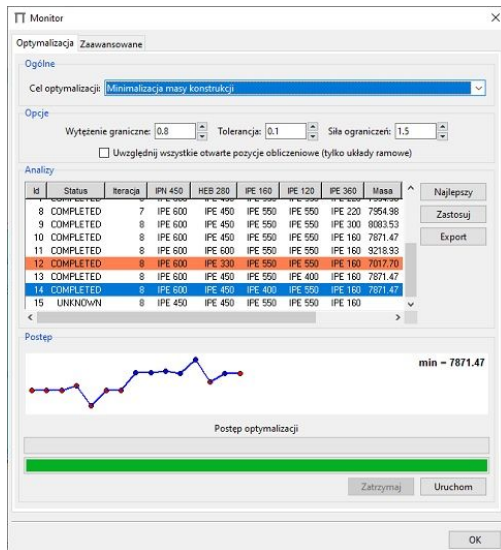 Monitor
Optymalizacja Zaawansowane
Ogólne
Cel optymalizacji: Minimalizacja masy konstrukcji
Opcje
Wytężenie graniczne: 0.8 Tolerancja: 0.1 Siła ograniczeń: 1.5
Uwzględnij wszystkie otwarte pozycje obliczeniowe (tylko układy ramowe)
Analizy
Id Status Iteracja IPN 450 HEB 280 IPE 160 IPE 120 IPE 360 Masa
8 COMPLETED 7 IPE 600 IPE 450 IPE 550 IPE 550 IPE 220 7954.98
9 COMPLETED 8 IPE 600 IPE 450 IPE 550 IPE 550 IPE 300 8083.53
10 COMPLETED 8 IPE 600 IPE 450 IPE 550 IPE 550 IPE 160 7871.47
11 COMPLETED 8 IPE 600 IPE 600 IPE 550 IPE 550 IPE 160 9218.93
12 COMPLETED 8 IPE 600 IPE 330 IPE 550 IPE 550 IPE 160 7017.70
13 COMPLETED 8 IPE 600 IPE 450 IPE 550 IPE 400 IPE 160 7871.47
14 COMPLETED 8 IPE 600 IPE 450 IPE 400 IPE 550 IPE 160 7871.47
15 UNKNOWN 8 IPE 450 IPE 450 IPE 550 IPE 550 IPE 160
Najlepszy
Zastosuj
Export
Postęp
min = 7871.47
Postęp optymalizacji
Zatrzymaj Uruchom
OK